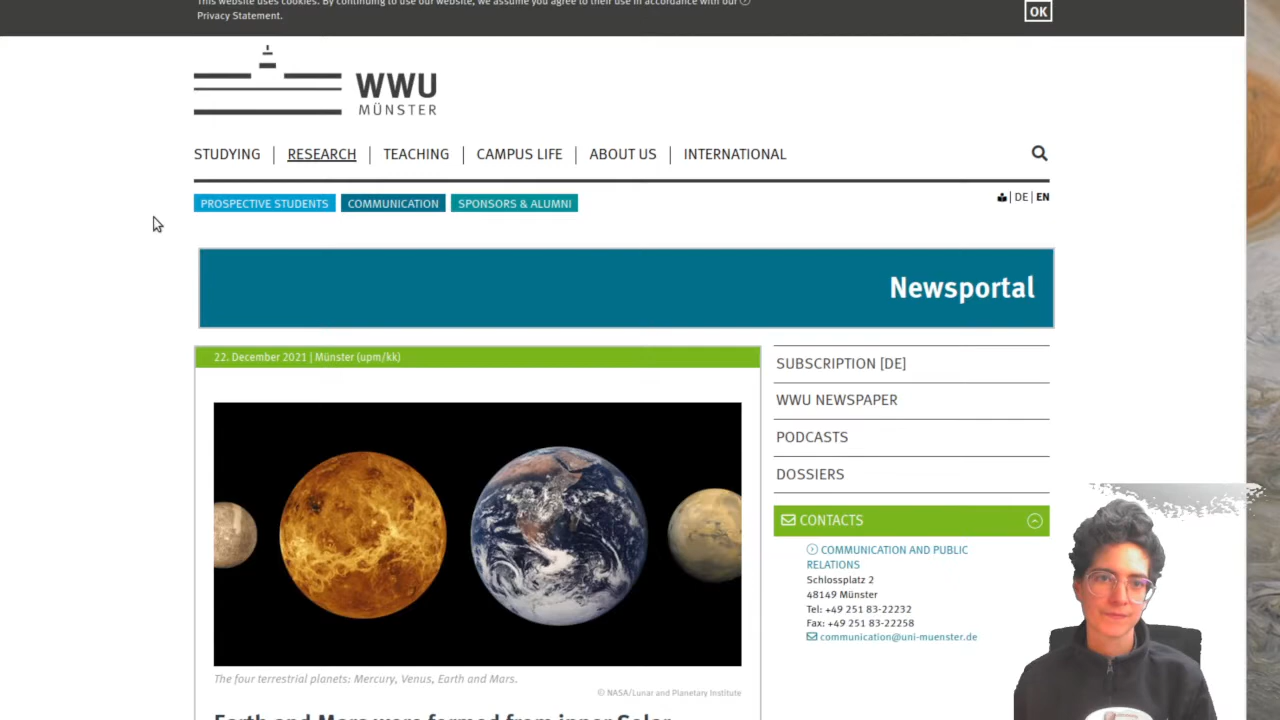 This website uses cookies. By continuing to use our website, we assume you agree to their use in accordance with our
Privacy Statement.
OK
WWU
MÜNSTER
STUDYING
RESEARCH
TEACHING
CAMPUS LIFE
ABOUT US
INTERNATIONAL
PROSPECTIVE STUDENTS
COMMUNICATION
SPONSORS & ALUMNI
DE | EN
Newsportal
22. December 2021 | Münster (upm/kk)
The four terrestrial planets: Mercury, Venus, Earth and Mars.
© NASA/Lunar and Planetary Institute
Earth and Mars were formed from inner Solar
SUBSCRIPTION [DE]
WWU NEWSPAPER
PODCASTS
DOSSIERS
CONTACTS
COMMUNICATION AND PUBLIC
RELATIONS
Schlossplatz 2
48149 Münster
Tel: +49 251 83-22232
Fax: +49 251 83-22258
communication@uni-muenster.de